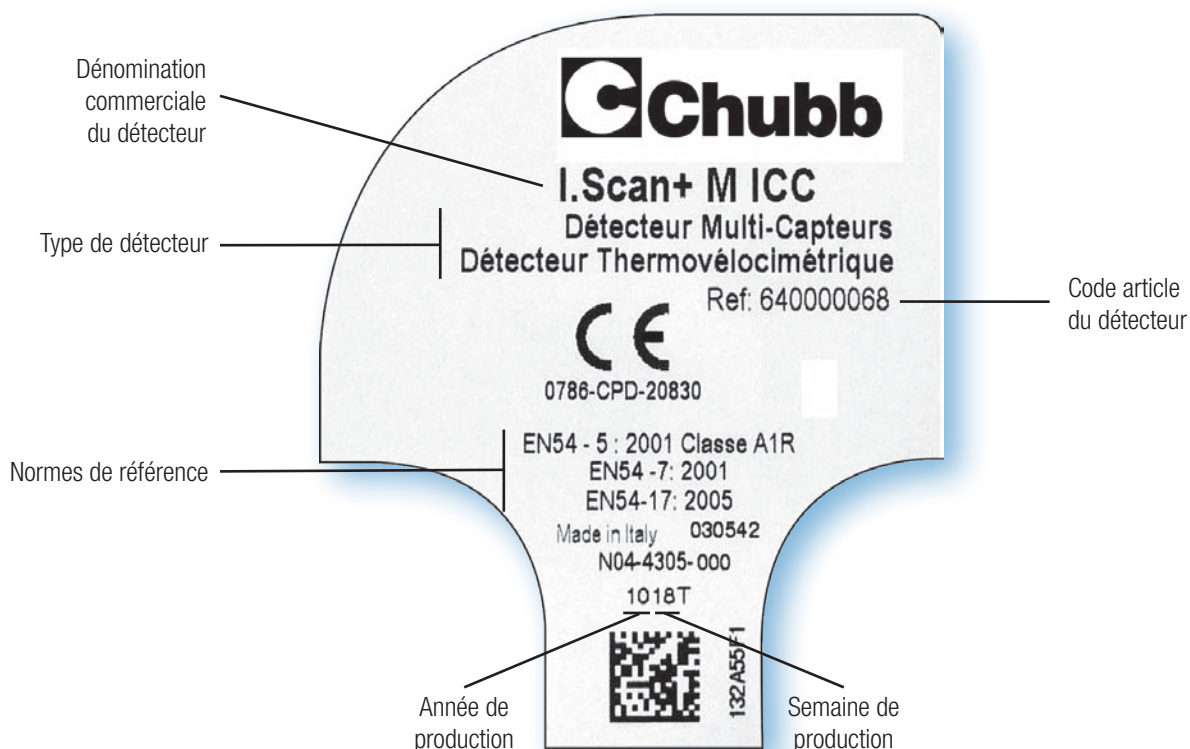 Dénomination
commerciale
du détecteur
Chubb
I.Scan+ M ICC
Détecteur Multi-Capteurs
Type de détecteur
Détecteur Thermovélocimétrique
Ref: 640000068
Code article
du détecteur
CE
0786-CPD-20830
EN54 - 5 : 2001 Classe A1R
Normes de référence
EN54 -7: 2001
EN54-17: 2005
Made in Italy 030542
N04-4305-000
1018T
132A55F1
Année de
production
Semaine de
production